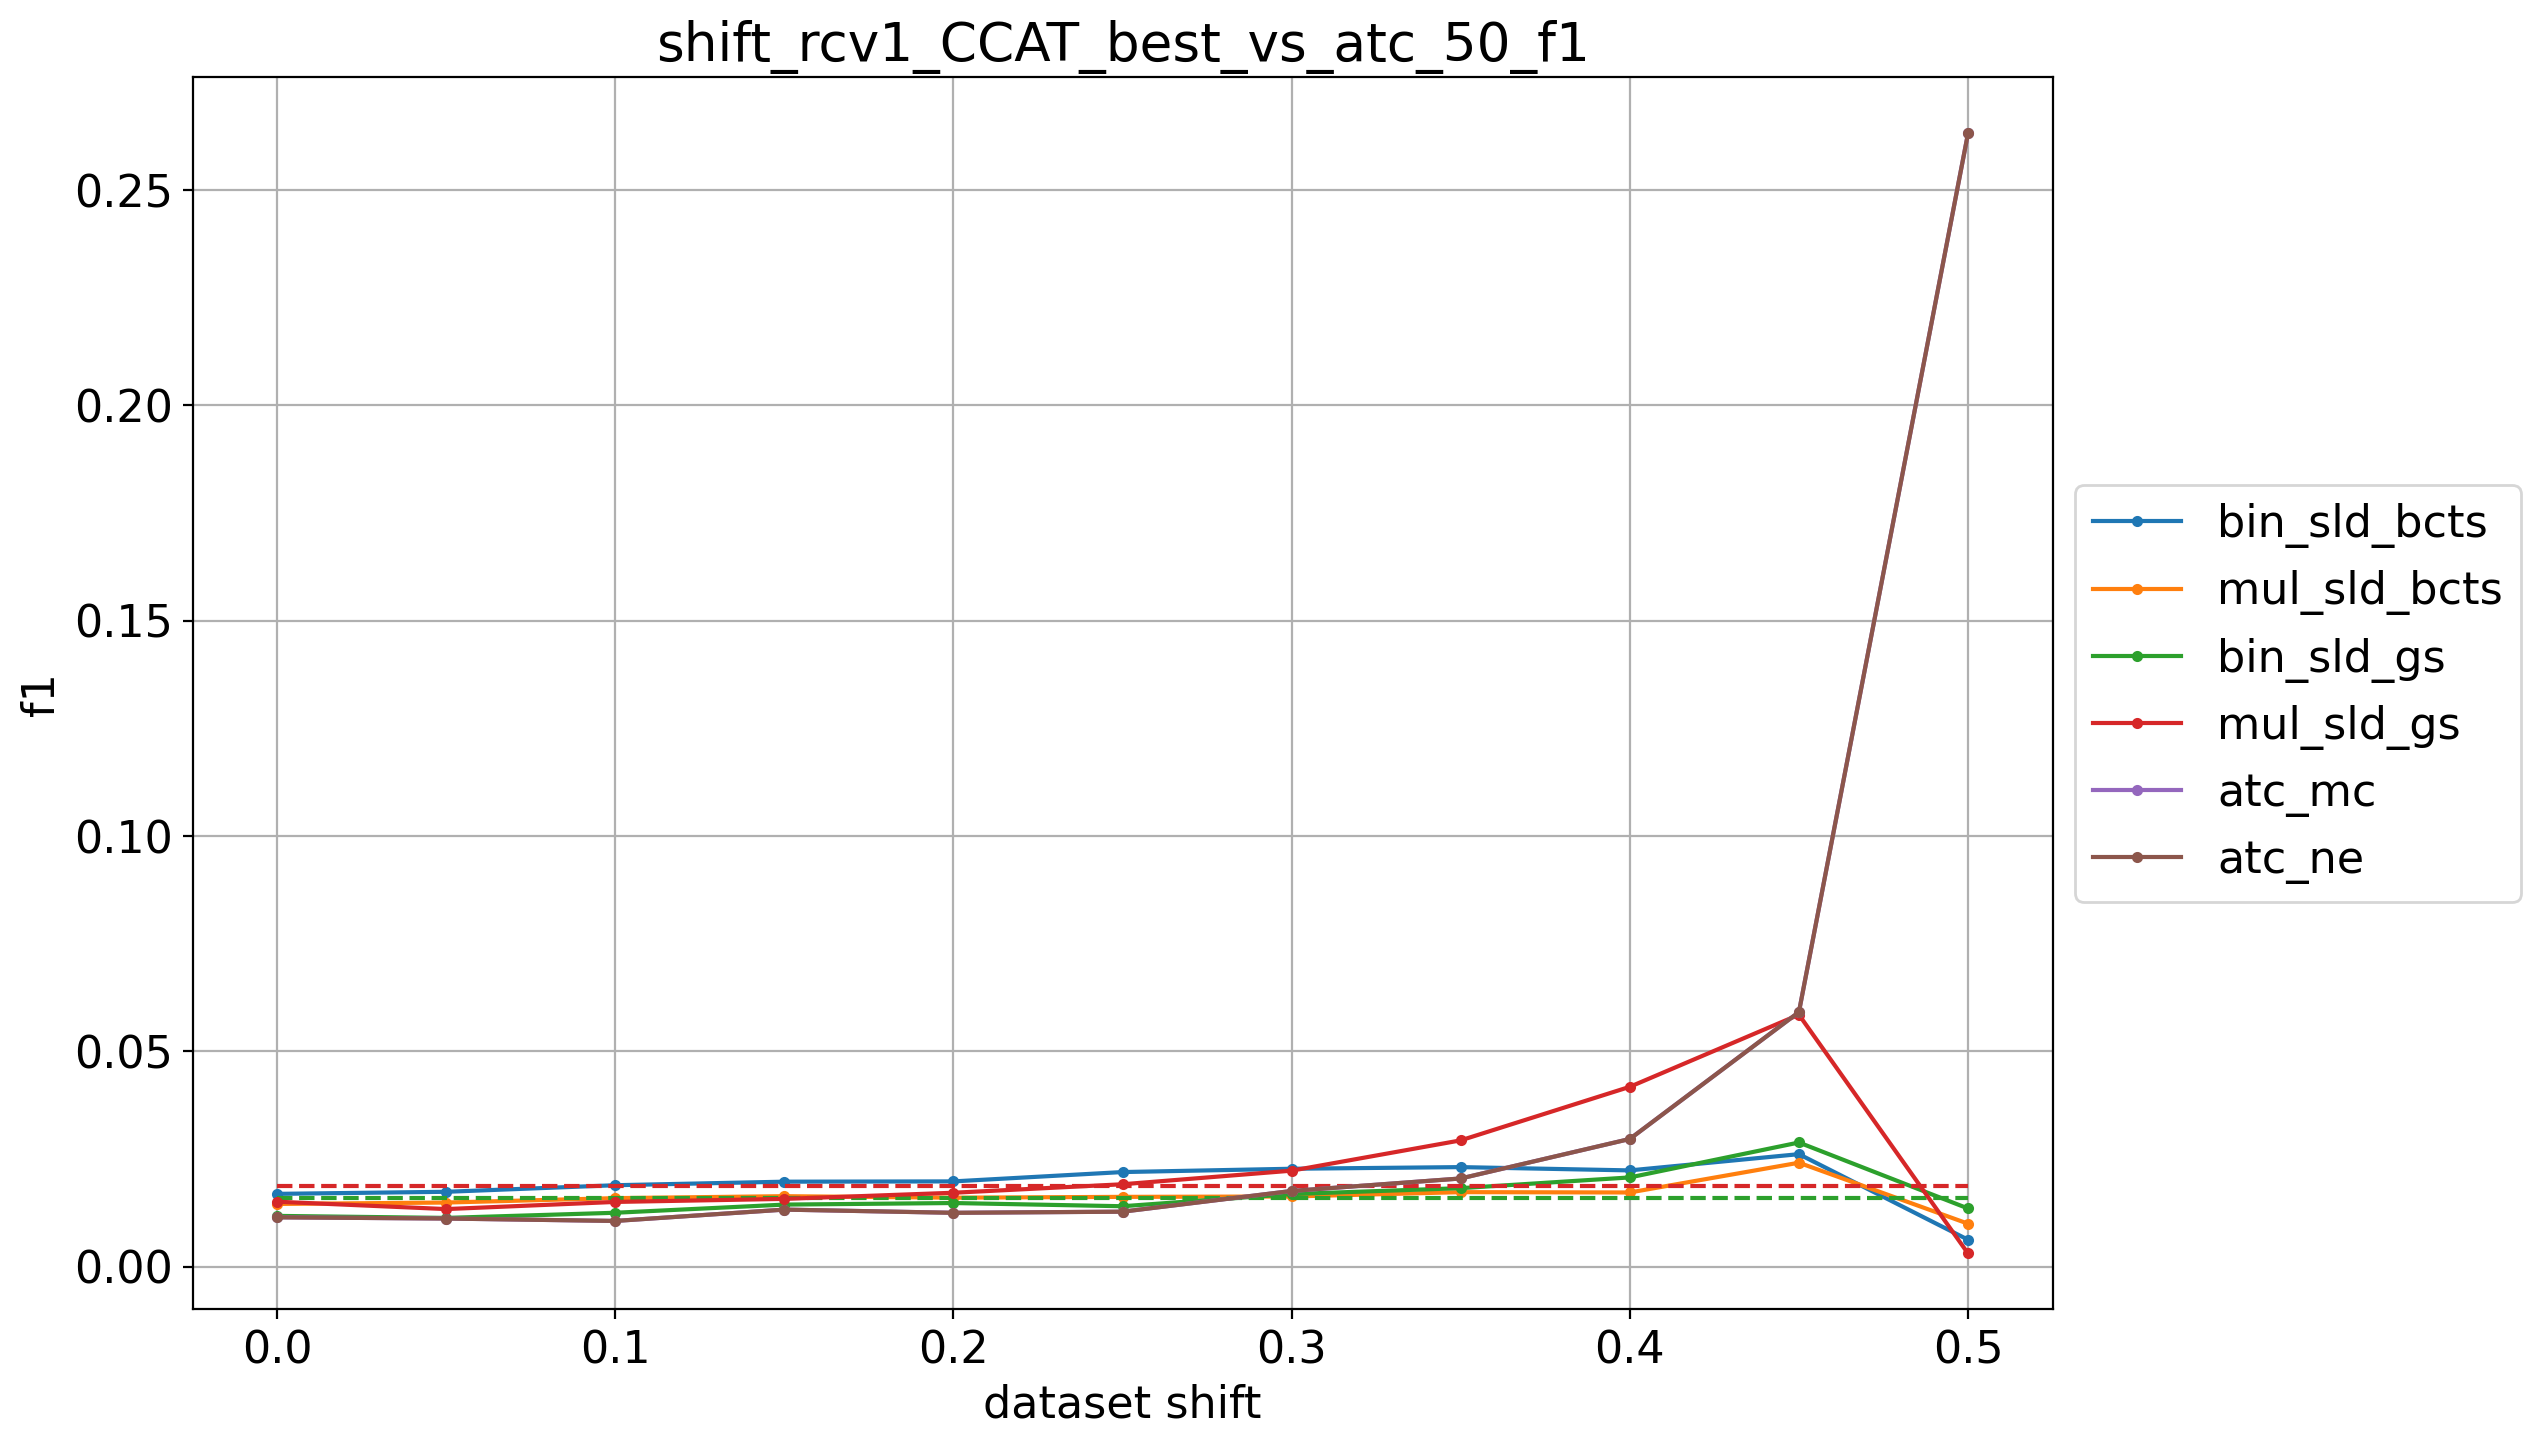 shift_rcv1_CCAT_best_vs_atc_50_f1
0.25
0.20
0.15
0.10
0.05
0.00
f1
0.0 0.1 0.2 0.3 0.4 0.5
dataset shift
bin_sld_bcts
mul_sld_bcts
bin_sld_gs
mul_sld_gs
atc_mc
atc_ne